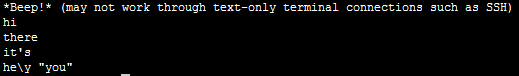 *Beep!* (may not work through text-only terminal connections such as SSH)
hi
there
it's
he\y "you"